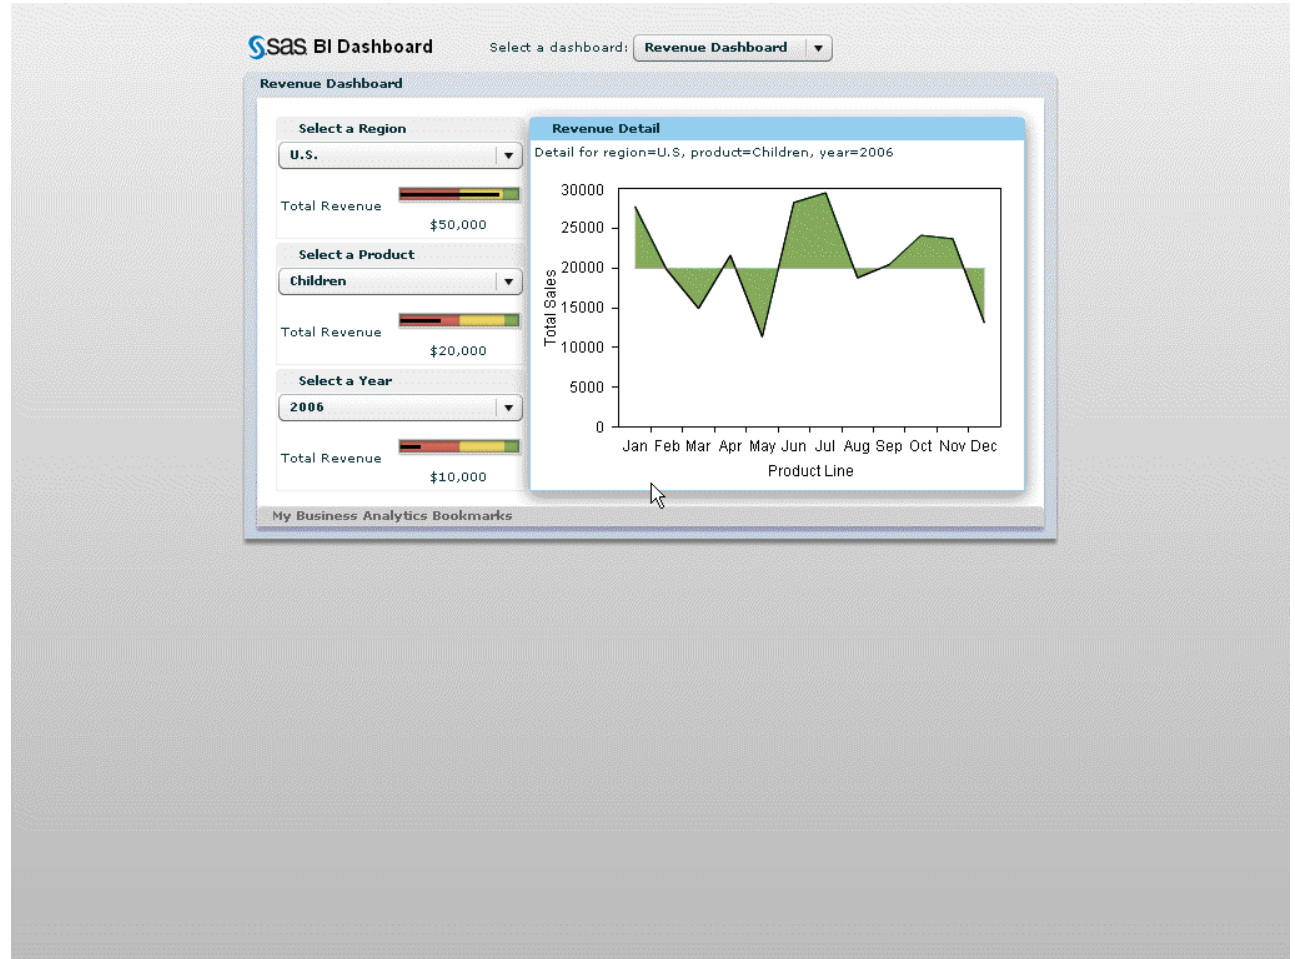 sas BI Dashboard Select a dashboard: Revenue Dashboard
Revenue Dashboard
Select a Region
U.S.
Total Revenue
$50,000
Select a Product
Children
Total Revenue
$20,000
Select a Year
2006
Total Revenue
$10,000
Revenue Detail
Detail for region=U.S, product=Children, year=2006
30000
25000
20000
15000
10000
5000
0
Total Sales
Jan Feb Mar Apr May Jun Jul Aug Sep Oct Nov Dec
Product Line
My Business Analytics Bookmarks